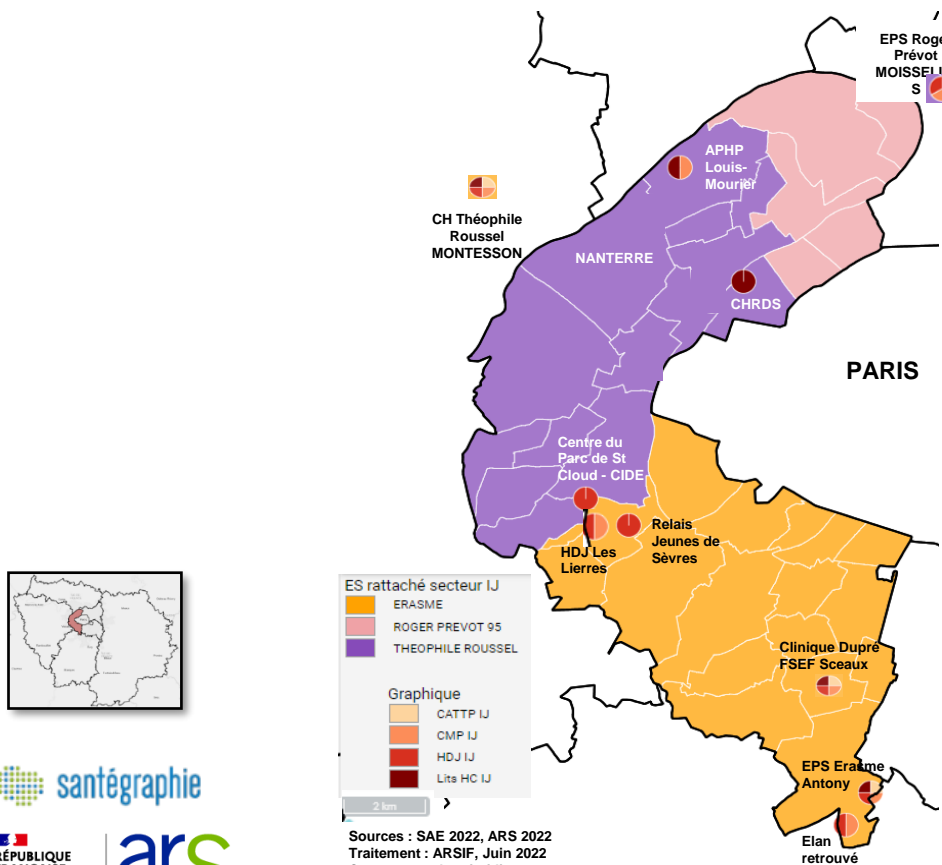 EPS Roge
Prévot
MOISSELL
S
APHP
Louis-
Mourier
CH Théophile
Roussel
MONTESSON
NANTERRE
CHRDS
PARIS
Centre du
Parc de St
Cloud - CIDE
Relais
Jeunes de
Sèvres
HDJ Les
Lierres
ES rattaché secteur IJ
ERASME
ROGER PREVOT 95
THEOPHILE ROUSSEL
Graphique
CATTP IJ
CMP IJ
HDJ IJ
Lits HC IJ
2 km
Clinique Dupré
FSEF Sceaux
EPS Erasme
Antony
Elan
retrouvé
santégraphie
RÉPUBLIQUE
ars
Sources : SAE 2022, ARS 2022
Traitement : ARSIF, Juin 2022